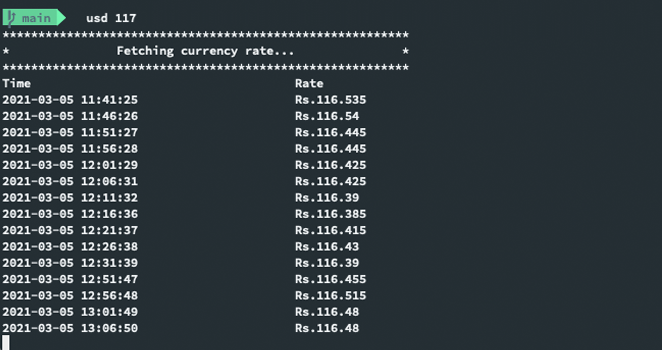 main usd 117
*********************************************************
* Fetching currency rate... *
*********************************************************
Time Rate
2021-03-05 11:41:25 Rs.116.535
2021-03-05 11:46:26 Rs.116.54
2021-03-05 11:51:27 Rs.116.445
2021-03-05 11:56:28 Rs.116.445
2021-03-05 12:01:29 Rs.116.425
2021-03-05 12:06:31 Rs.116.425
2021-03-05 12:11:32 Rs.116.39
2021-03-05 12:16:36 Rs.116.385
2021-03-05 12:21:37 Rs.116.415
2021-03-05 12:26:38 Rs.116.43
2021-03-05 12:31:39 Rs.116.39
2021-03-05 12:51:47 Rs.116.455
2021-03-05 12:56:48 Rs.116.515
2021-03-05 13:01:49 Rs.116.48
2021-03-05 13:06:50 Rs.116.48